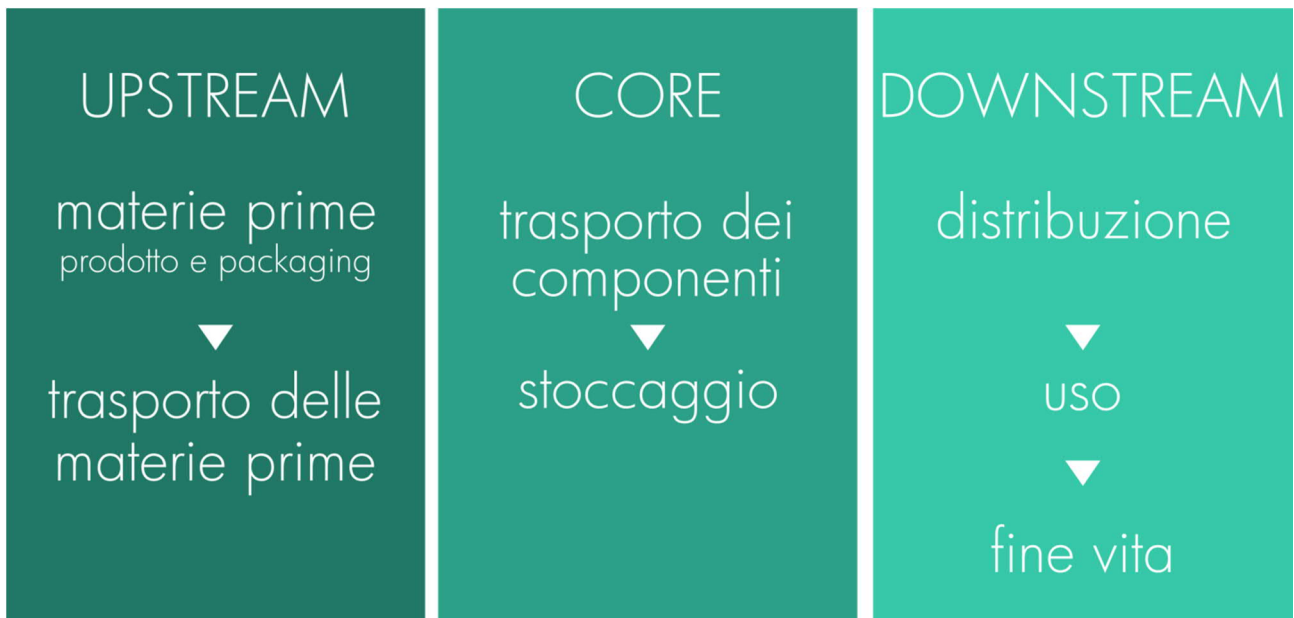 UPSTREAM
materie prime
prodotto e packaging
trasporto delle
materie prime
CORE
trasporto dei
componenti
stoccaggio
DOWNSTREAM
distribuzione
uso
fine vita